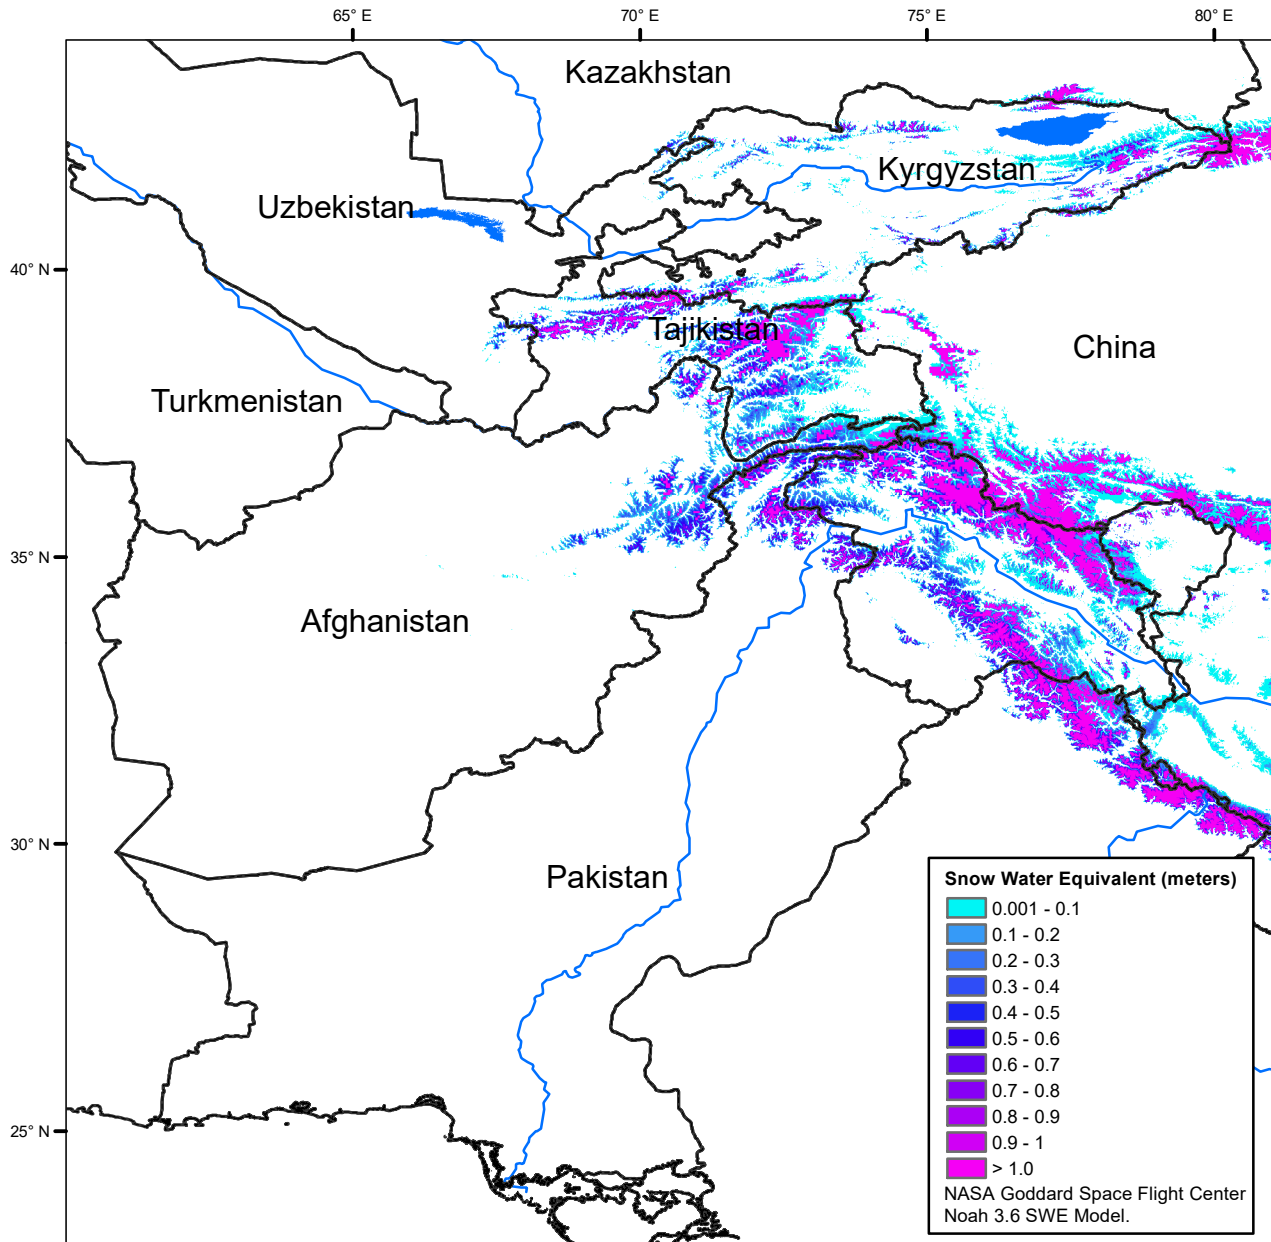 65° E
70° E
75° E
80° E
Kazakhstan
Kyrgyzstan
Uzbekistan
40° N
Tajikistan
China
Turkmenistan
35° N
Afghanistan
30° N
Pakistan
25° N
Snow Water Equivalent (meters)
0.001 - 0.1
0.1 - 0.2
0.2 - 0.3
0.3 - 0.4
0.4 - 0.5
0.5 - 0.6
0.6 - 0.7
0.7 - 0.8
0.8 - 0.9
0.9 - 1
> 1.0
NASA Goddard Space Flight Center
Noah 3.6 SWE Model.